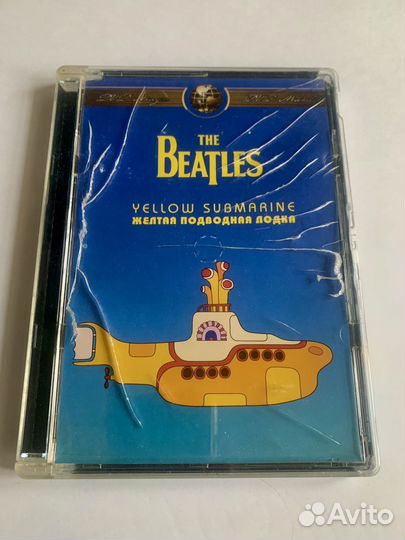 THE
BEATLES
YELLOW SUBMARINE
ЖЕЛТАЯ ПОДВОДНАЯ ЛОДКА
Avito